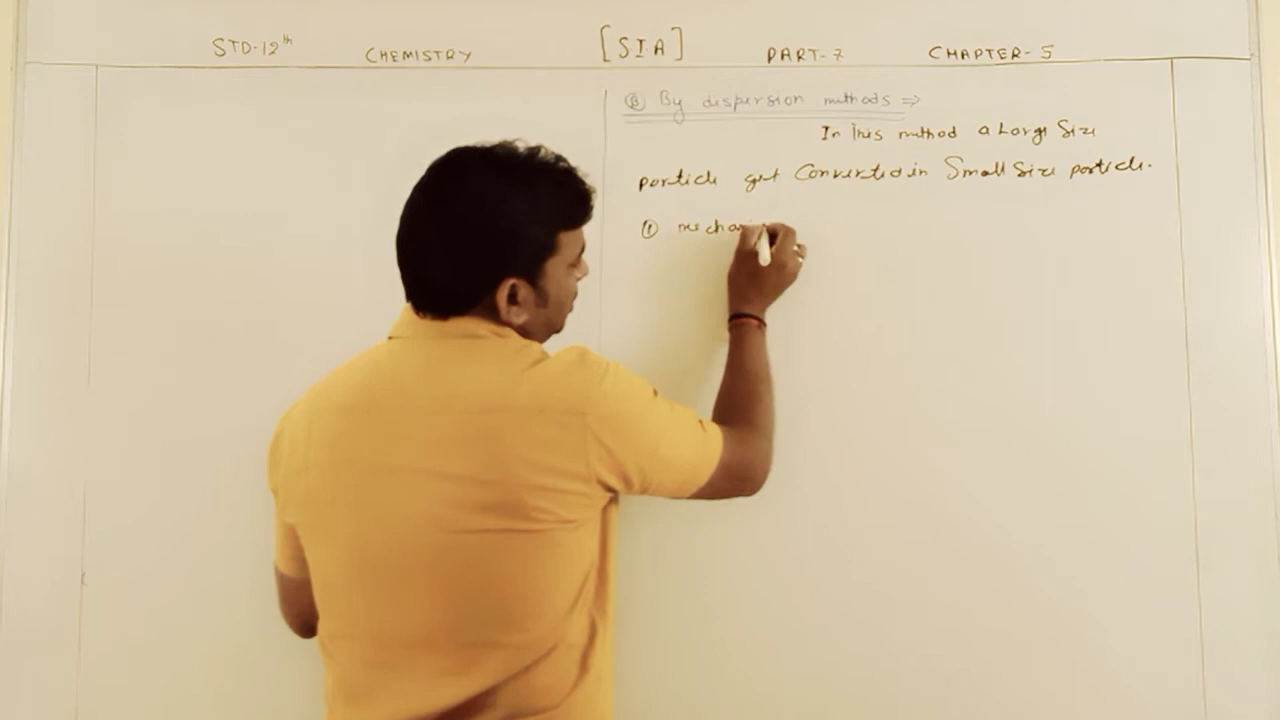 STD-12th CHEMISTRY [S.I.A] PART-7 CHAPTER-5
Ⓑ By dispersion methods ⇒
In This method a Large Size
particle get Converted in Small Size particle.
① mechani